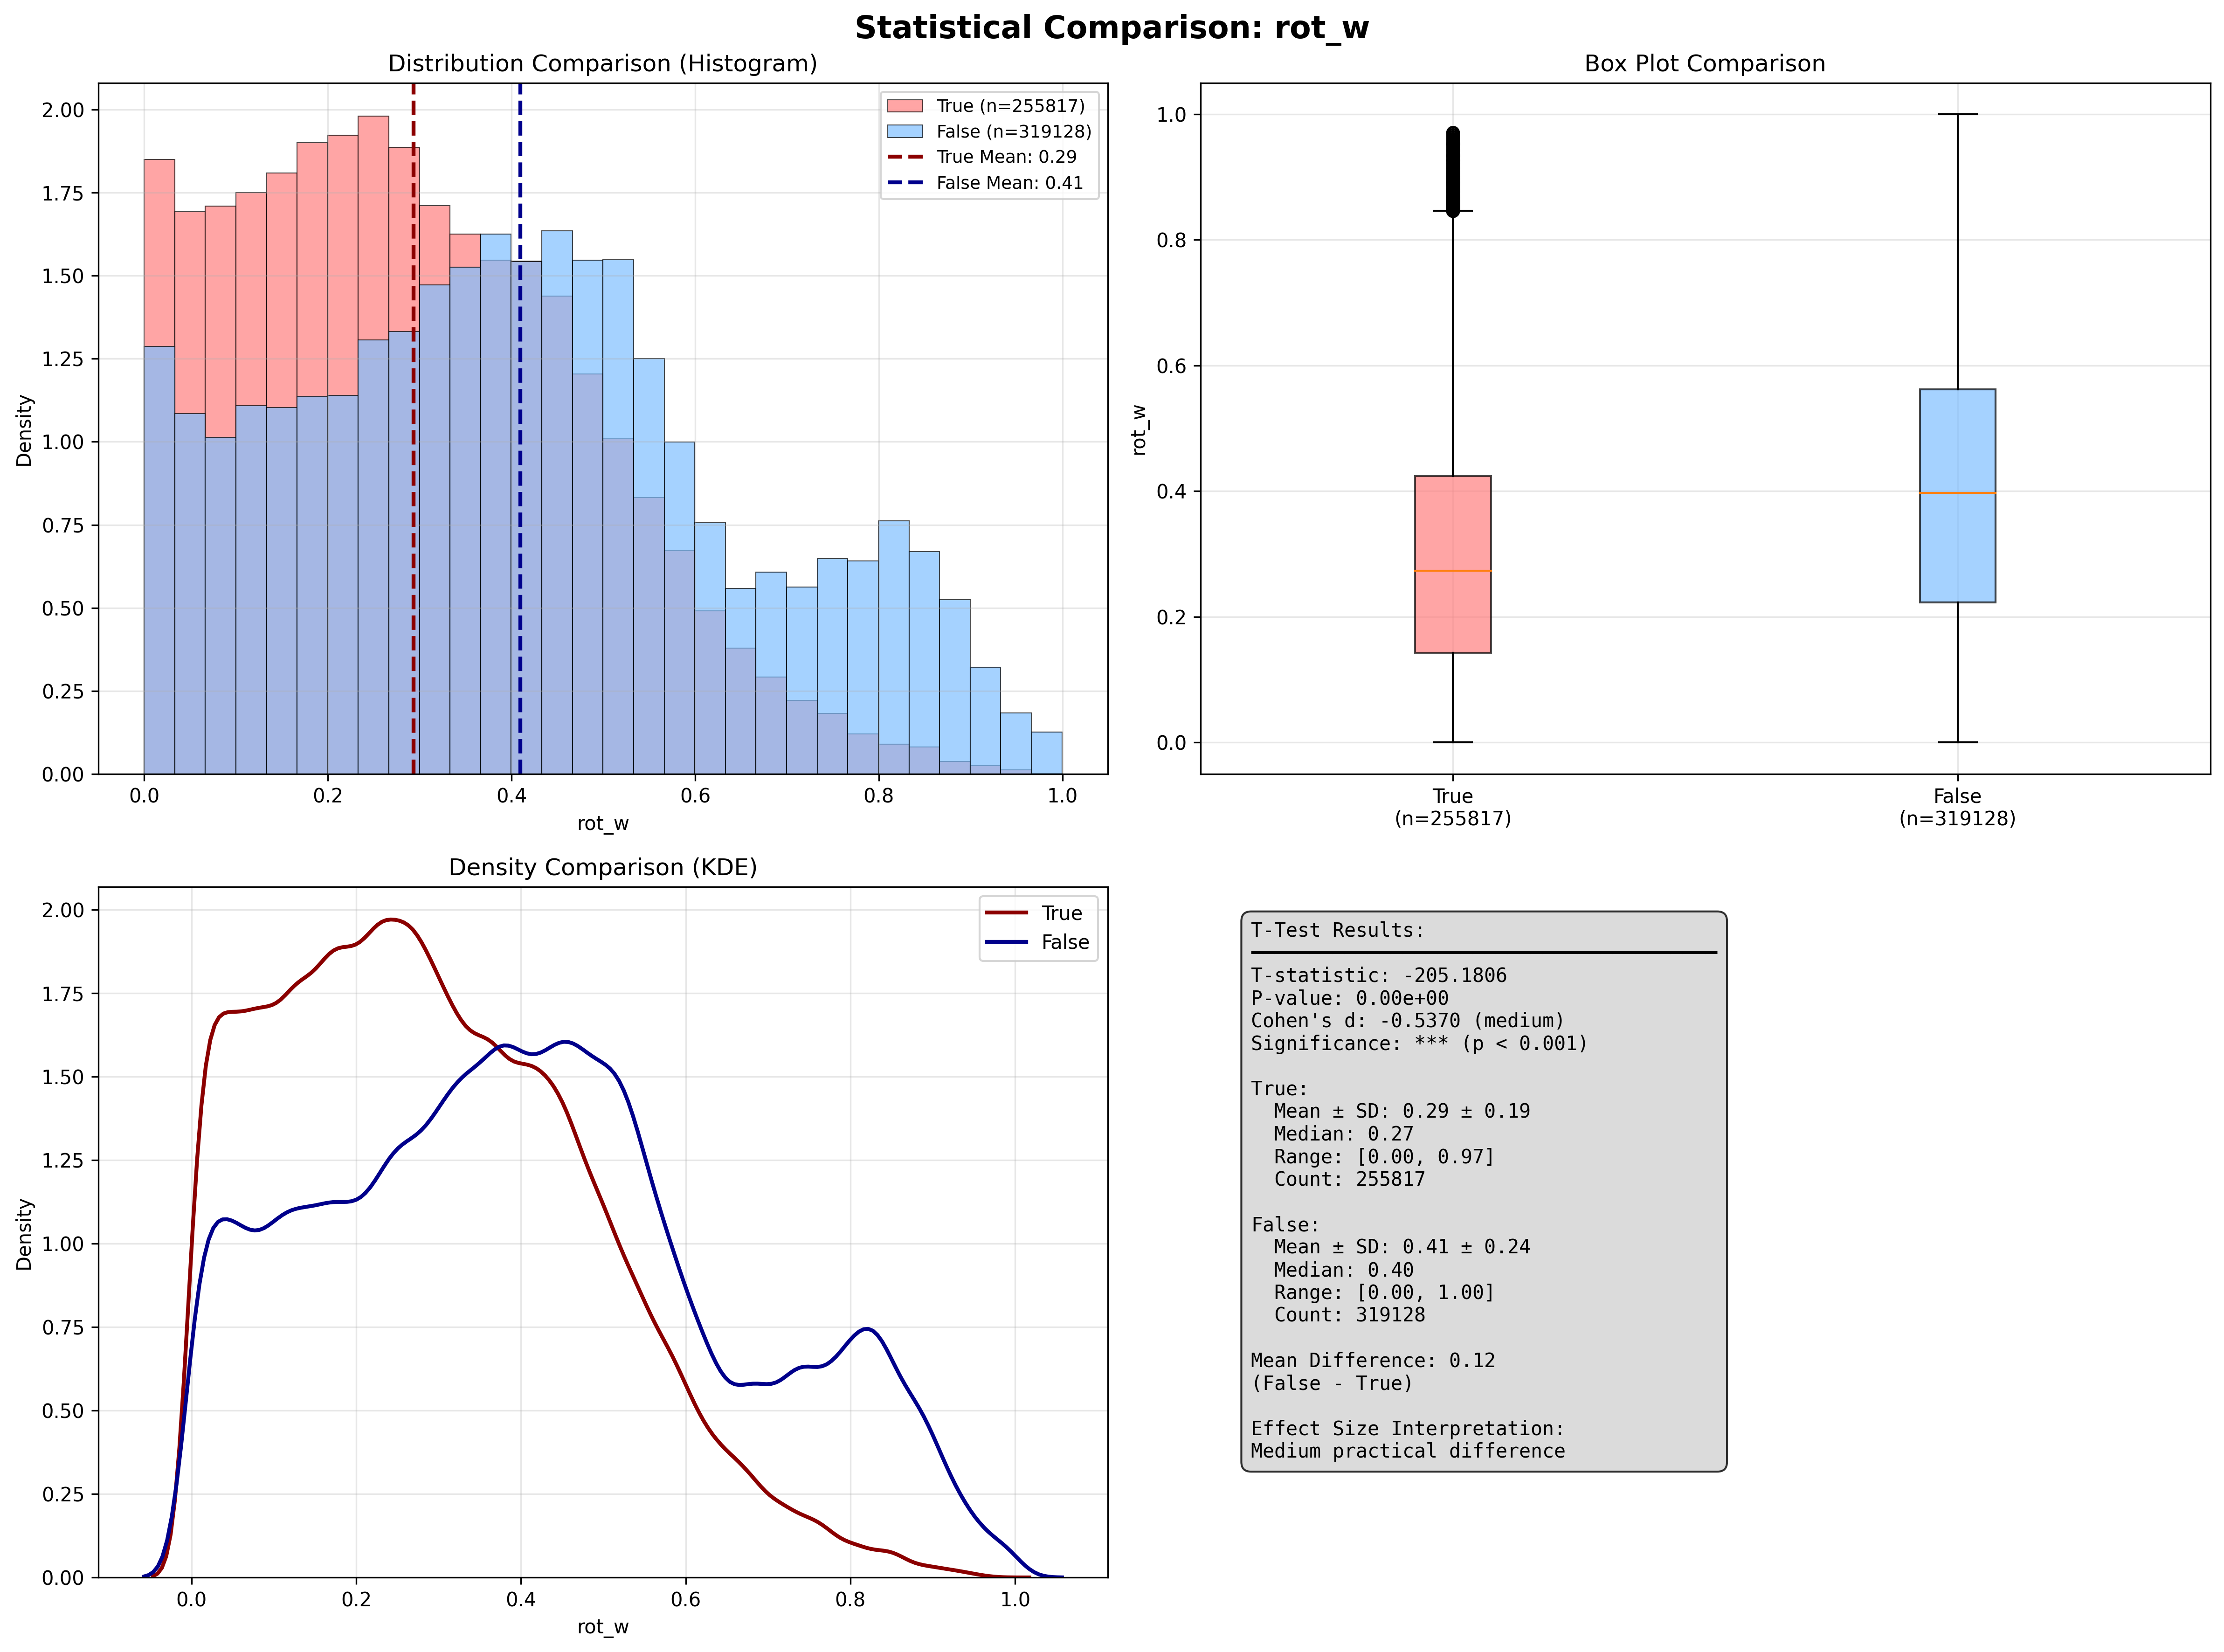 Statistical Comparison: rot_w
Distribution Comparison (Histogram)
2.00
1.75
1.50
1.25
1.00
0.75
0.50
0.25
0.00
Density
0.0 0.2 0.4 0.6 0.8 1.0
rot_w
True (n=255817)
False (n=319128)
True Mean: 0.29
False Mean: 0.41
Box Plot Comparison
1.0
0.8
0.6
0.4
0.2
0.0
rot_w
True
(n=255817)
False
(n=319128)
Density Comparison (KDE)
2.00
1.75
1.50
1.25
1.00
0.75
0.50
0.25
0.00
Density
0.0 0.2 0.4 0.6 0.8 1.0
rot_w
True
False
T-Test Results:
T-statistic: -205.1806
P-value: 0.00e+00
Cohen's d: -0.5370 (medium)
Significance: *** (p < 0.001)
True:
Mean ± SD: 0.29 ± 0.19
Median: 0.27
Range: [0.00, 0.97]
Count: 255817
False:
Mean ± SD: 0.41 ± 0.24
Median: 0.40
Range: [0.00, 1.00]
Count: 319128
Mean Difference: 0.12
(False - True)
Effect Size Interpretation:
Medium practical difference